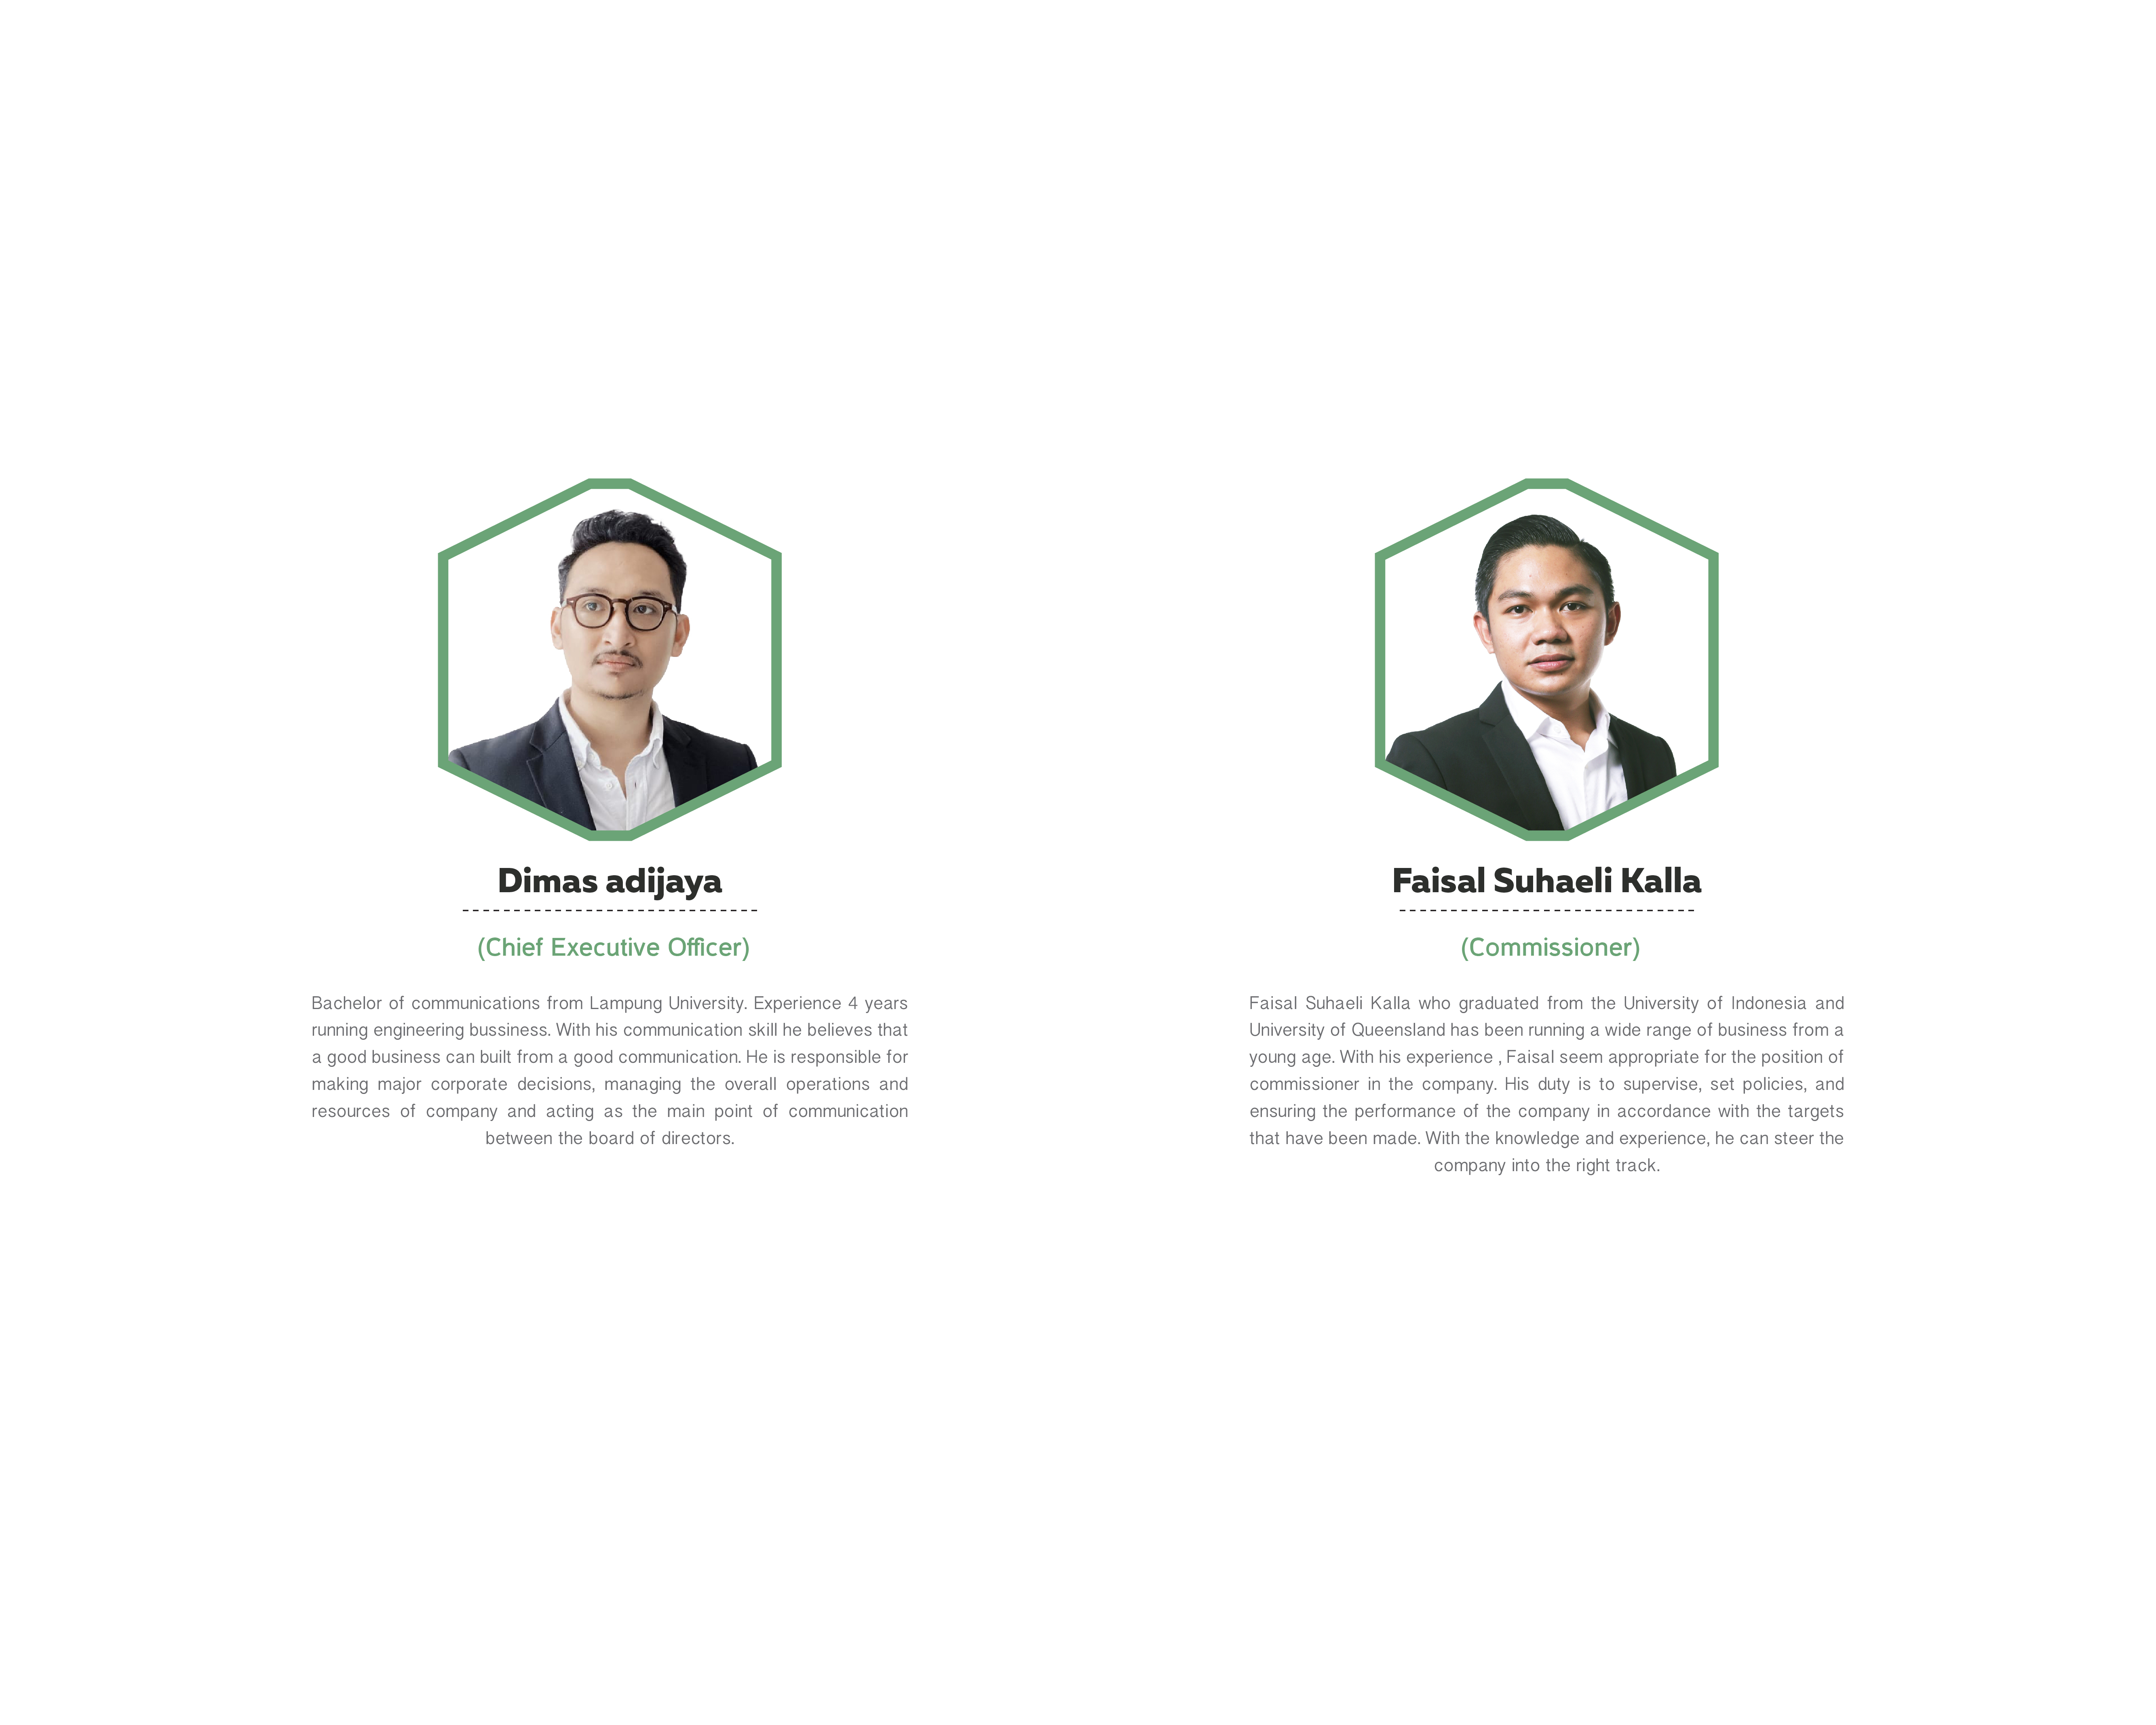 Dimas adijaya
(Chief Executive Officer)
Bachelor of communications from Lampung University. Experience 4 years
running engineering bussiness. With his communication skill he believes that
a good business can built from a good communication. He is responsible for
making major corporate decisions, managing the overall operations and
resources of company and acting as the main point of communication
between the board of directors.
Faisal Suhaeli Kalla
(Commissioner)
Faisal Suhaeli Kalla who graduated from the University of Indonesia and
University of Queensland has been running a wide range of business from a
young age. With his experience , Faisal seem appropriate for the position of
commissioner in the company. His duty is to supervise, set policies, and
ensuring the performance of the company in accordance with the targets
that have been made. With the knowledge and experience, he can steer the
company into the right track.